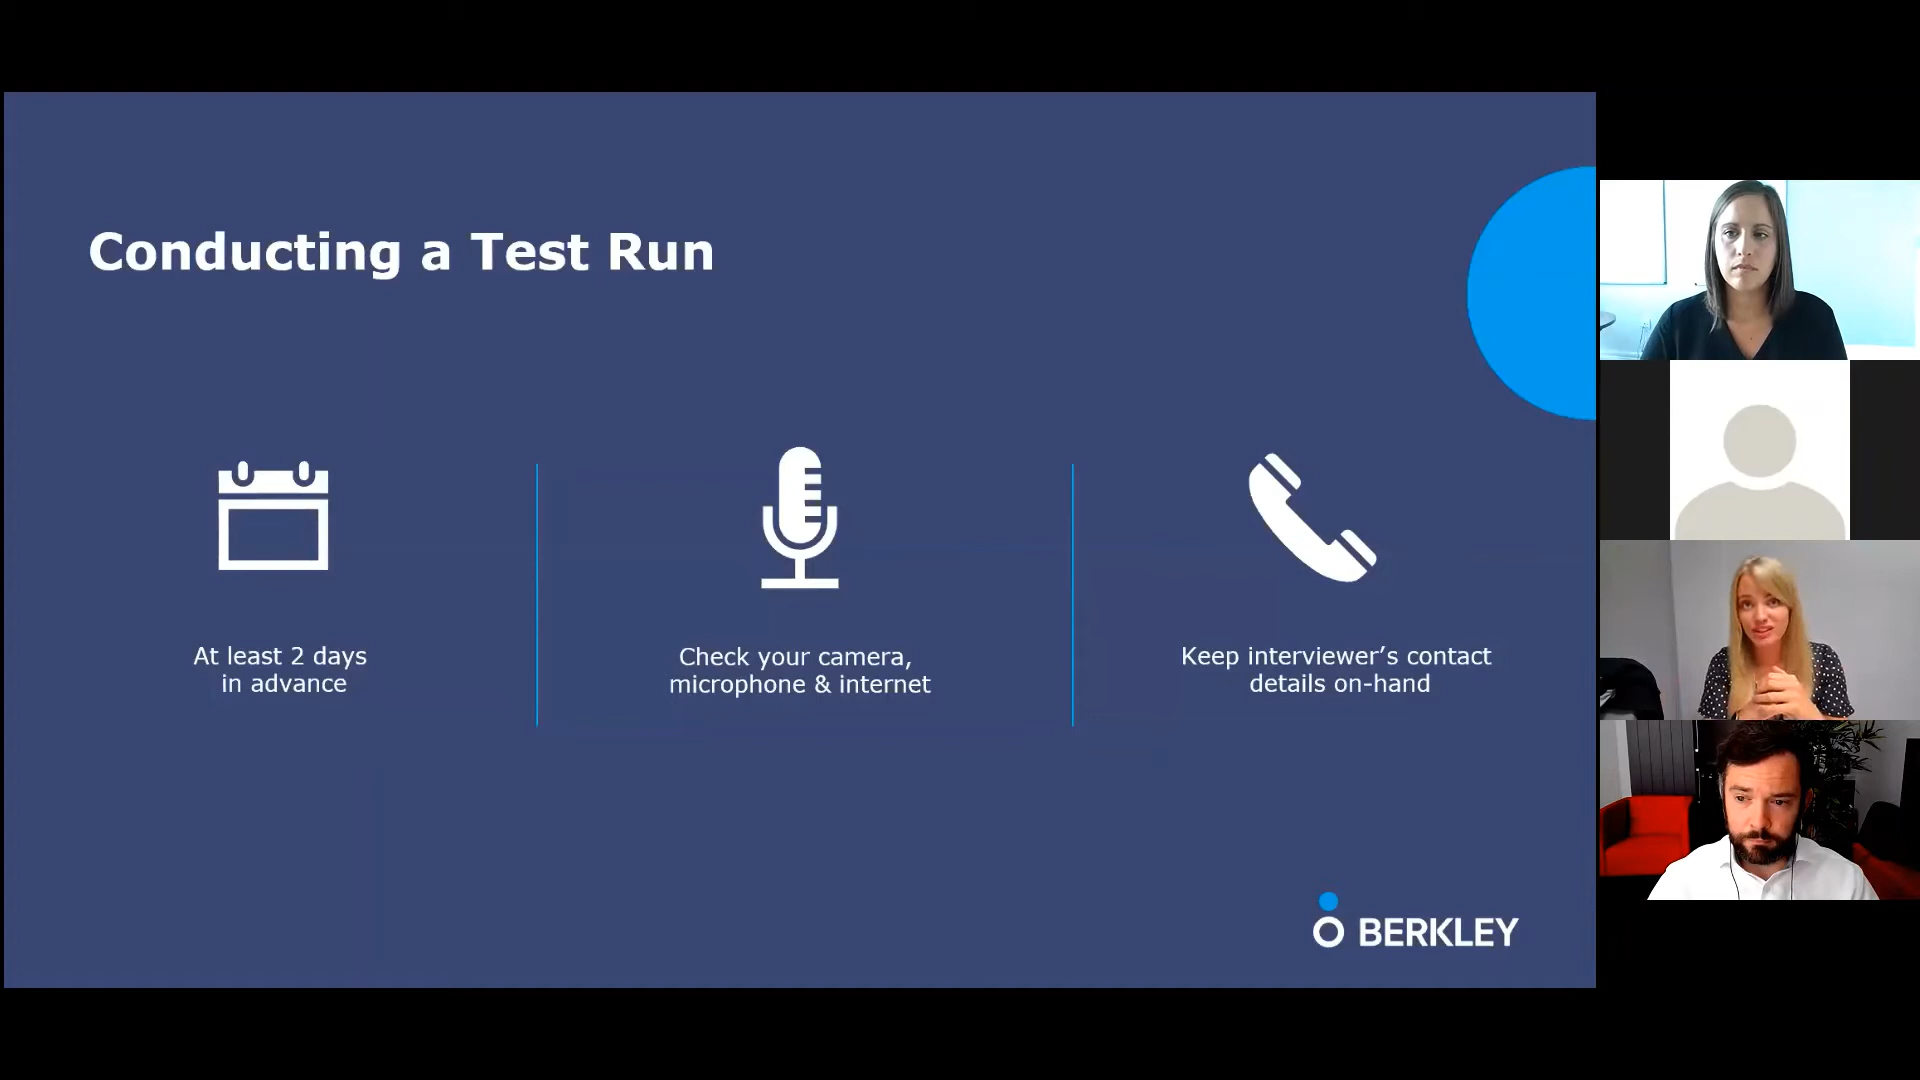 Conducting a Test Run
At least 2 days
in advance
Check your camera,
microphone & internet
Keep interviewer’s contact
details on-hand
BERKLEY